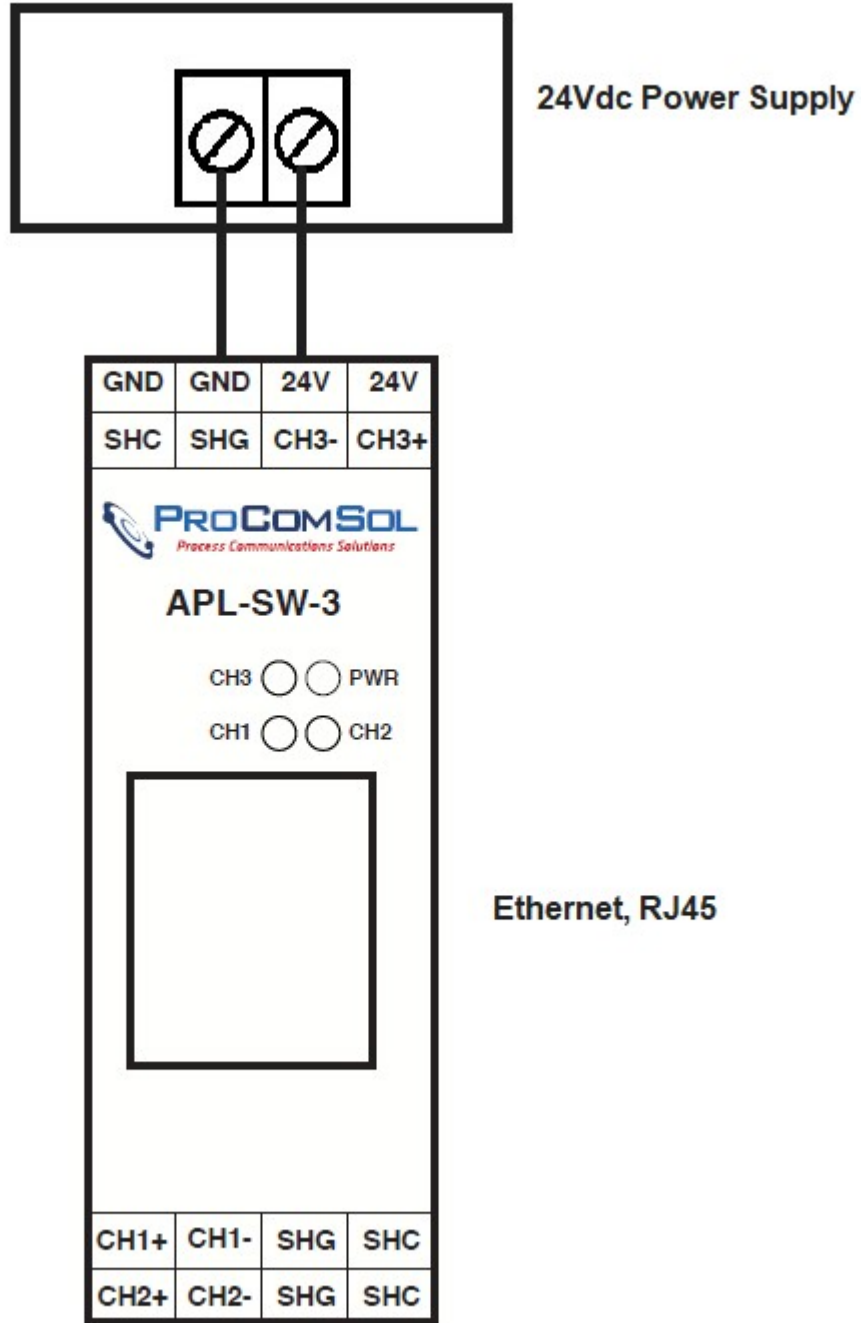 24Vdc Power Supply
GND GND 24V 24V
SHC SHG CH3- CH3+
PROCOMSOL
Process Communications Solutions
APL-SW-3
CH3 PWR
CH1 CH2
Ethernet, RJ45
CH1+ CH1- SHG SHC
CH2+ CH2- SHG SHC